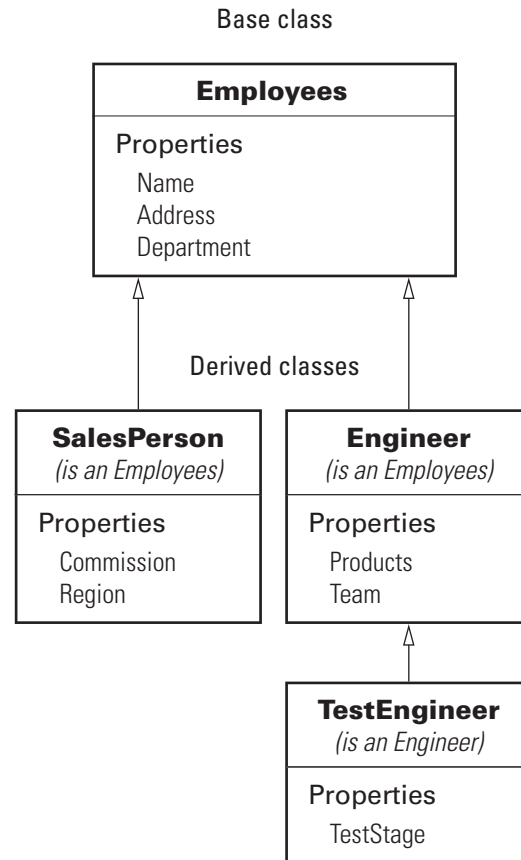 Base class
Employees
Properties
Name
Address
Department
Derived classes
SalesPerson
(is an Employees)
Properties
Commission
Region
Engineer
(is an Employees)
Properties
Products
Team
TestEngineer
(is an Engineer)
Properties
TestStage